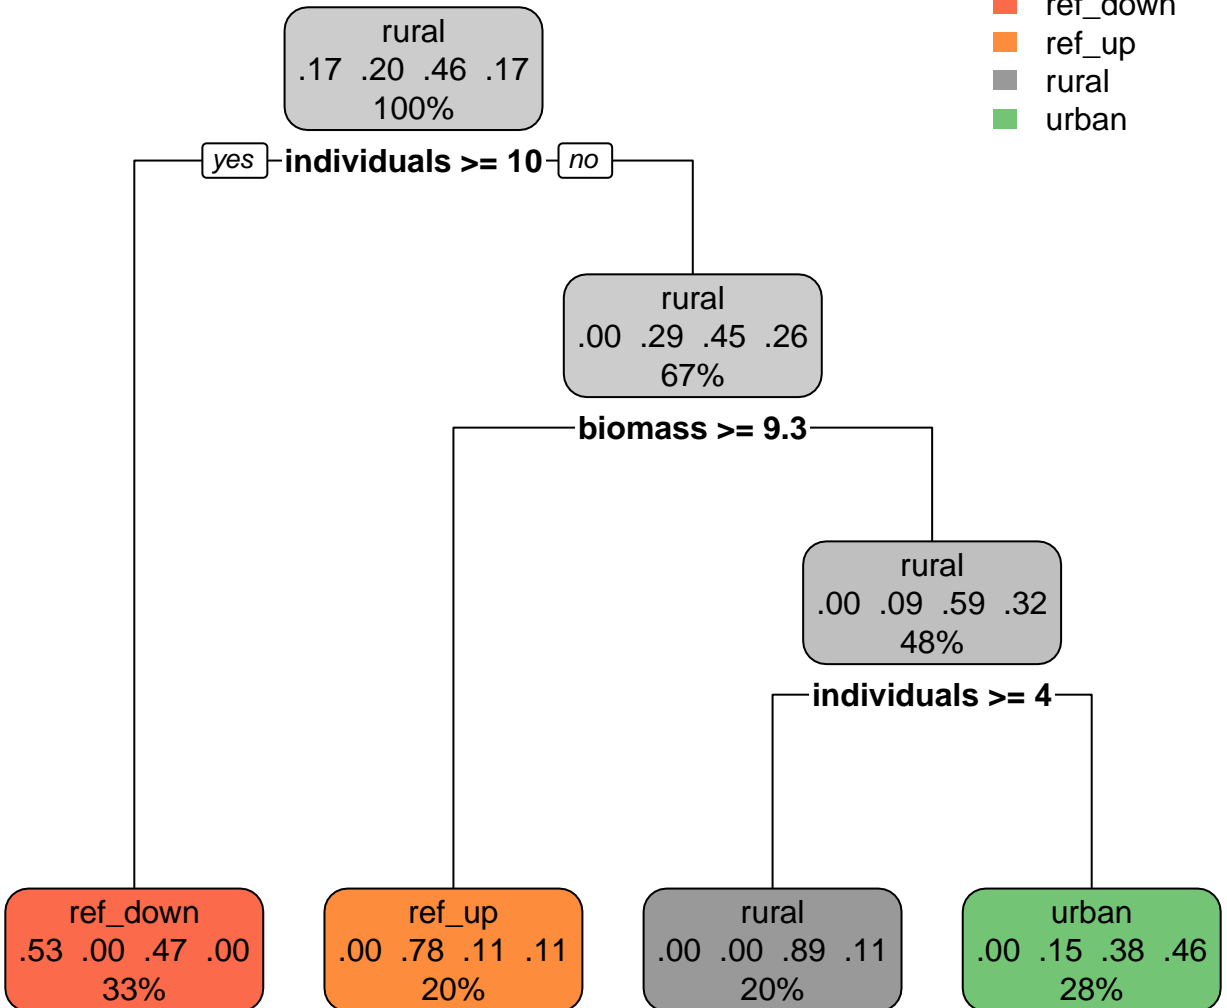 ref_down
ref_up
rural
urban
rural
.17 .20 .46 .17
100%
yes individuals >= 10 no
rural
.00 .29 .45 .26
67%
biomass >= 9.3
rural
.00 .09 .59 .32
48%
individuals >= 4
ref_down
.53 .00 .47 .00
33%
ref_up
.00 .78 .11 .11
20%
rural
.00 .00 .89 .11
20%
urban
.00 .15 .38 .46
28%